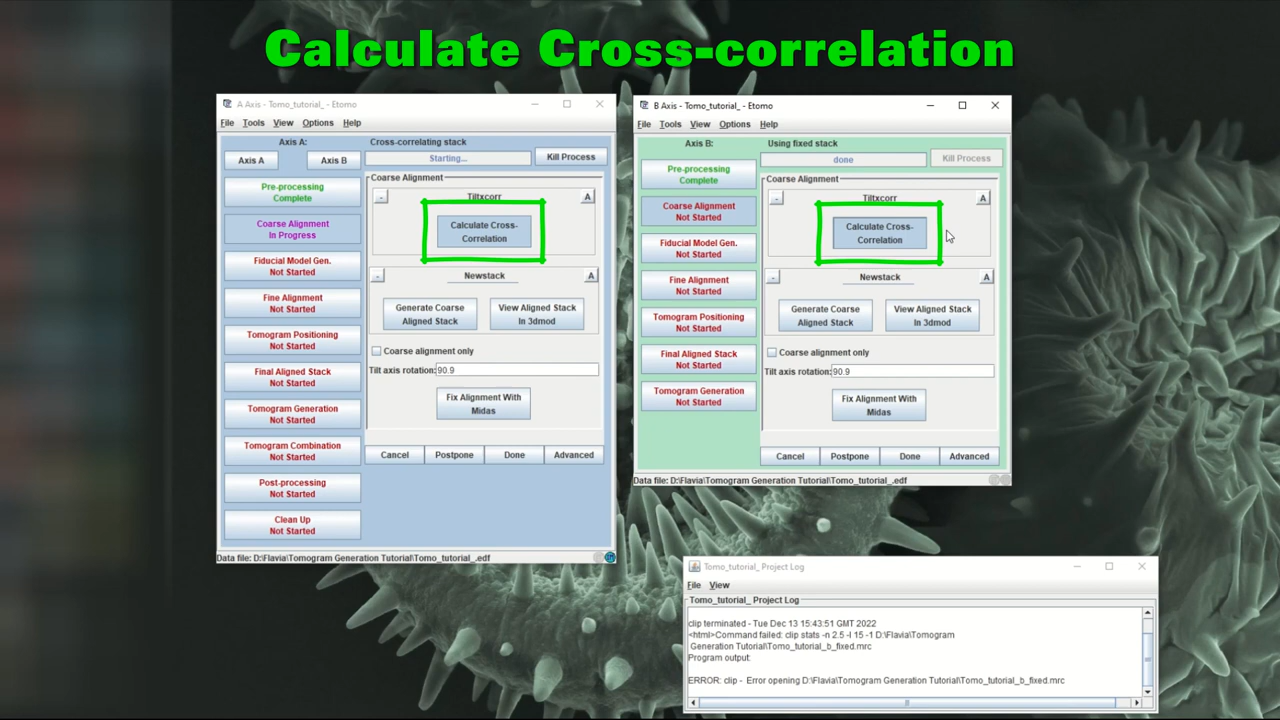 Calculate Cross-correlation
A Axis - Tomo_tutorial_ - Etomo
File Tools View Options Help
Axis A:
Cross-correlating stack
Axis A
Axis B
Starting...
Kill Process
Pre-processing
Complete
Coarse Alignment
In Progress
Fiducial Model Gen.
Not Started
Fine Alignment
Not Started
Tomogram Positioning
Not Started
Final Aligned Stack
Not Started
Tomogram Generation
Not Started
Tomogram Combination
Not Started
Post-processing
Not Started
Clean Up
Not Started
Coarse Alignment
-
Tiltxcorr
A
Calculate Cross-
Correlation
-
Newstack
A
Generate Coarse
Aligned Stack
View Aligned Stack
In 3dmod
Coarse alignment only
Tilt axis rotation: 90.9
Fix Alignment With
Midas
Cancel
Postpone
Done
Advanced
Data file: D:\Flavia\Tomogram Generation Tutorial\Tomo_tutorial_.edf
B Axis - Tomo_tutorial_ - Etomo
File Tools View Options Help
Axis B:
Using fixed stack
done
Kill Process
Pre-processing
Complete
Coarse Alignment
Not Started
Fiducial Model Gen.
Not Started
Fine Alignment
Not Started
Tomogram Positioning
Not Started
Final Aligned Stack
Not Started
Tomogram Generation
Not Started
Coarse Alignment
-
Tiltxcorr
A
Calculate Cross-
Correlation
-
Newstack
A
Generate Coarse
Aligned Stack
View Aligned Stack
In 3dmod
Coarse alignment only
Tilt axis rotation: 90.9
Fix Alignment With
Midas
Cancel
Postpone
Done
Advanced
Data file: D:\Flavia\Tomogram Generation Tutorial\Tomo_tutorial_.edf
Tomo_tutorial_ Project Log
File View
Tomo_tutorial_ Project Log
clip terminated - Tue Dec 13 15:43:51 GMT 2022
<html>Command failed: clip stats -n 2.5 -l 15 -1 D:\Flavia\Tomogram
Generation Tutorial\Tomo_tutorial_b_fixed.mrc
Program output:
ERROR: clip - Error opening D:\Flavia\Tomogram Generation Tutorial\Tomo_tutorial_b_fixed.mrc